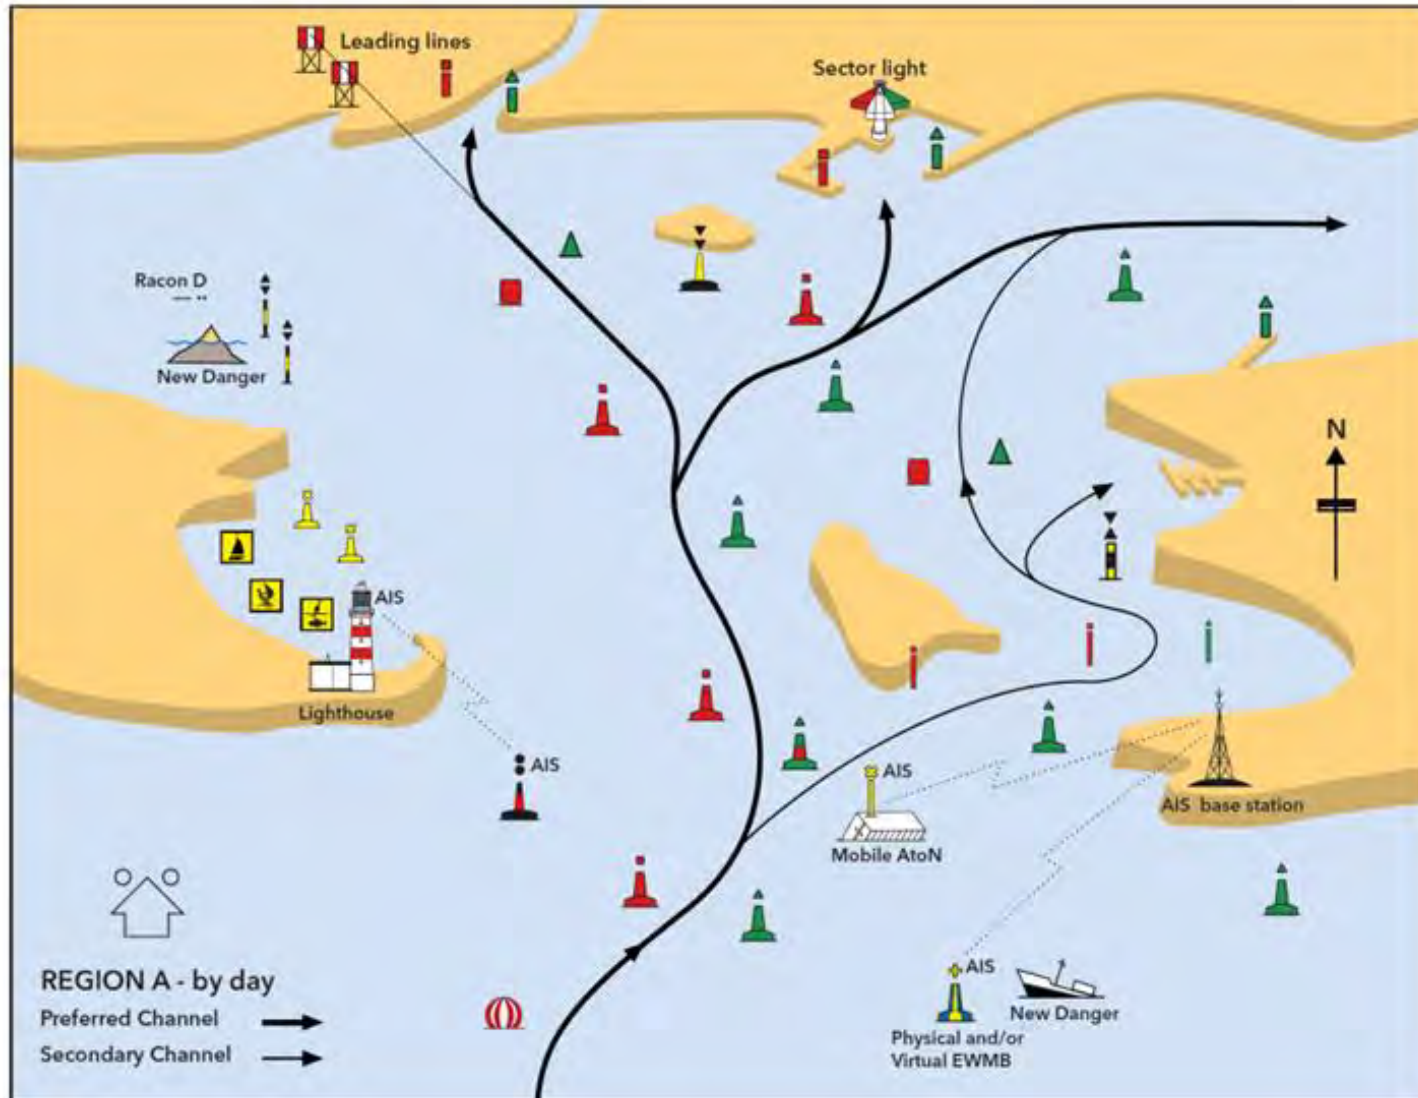 Leading lines
Sector light
Racon D
New Danger
N
AIS
Lighthouse
AIS
AIS
Mobile AtoN
AIS base station
REGION A - by day
Preferred Channel
Secondary Channel
AIS
New Danger
Physical and/or
Virtual EWMB